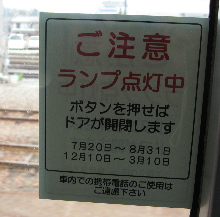 ご注意
ランプ点灯中
ボタンを押せば
ドアが開閉します
7月20日〜8月31日
12月10日〜3月10日
車内での携帯電話のご使用は
ご遠慮下さい